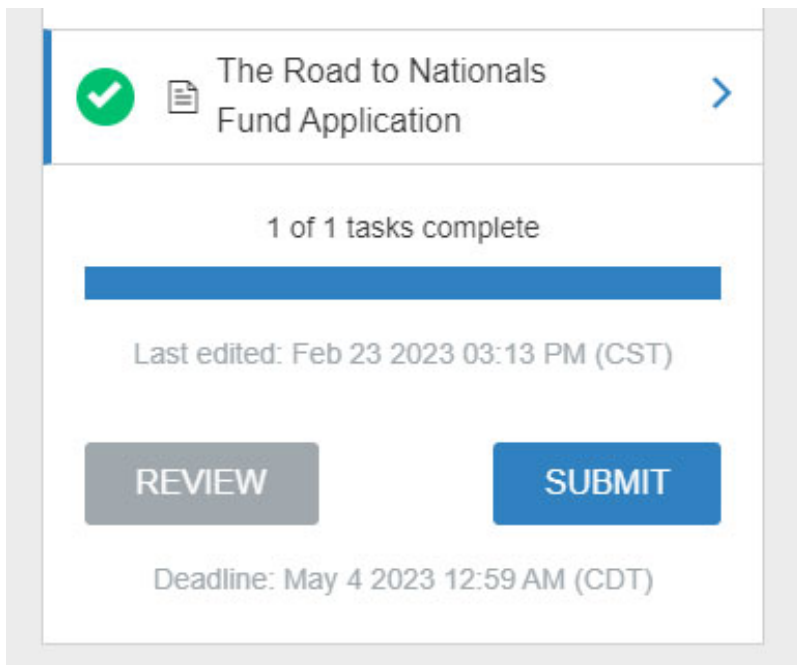 The Road to Nationals
Fund Application
1 of 1 tasks complete
Last edited: Feb 23 2023 03:13 PM (CST)
REVIEW SUBMIT
Deadline: May 4 2023 12:59 AM (CDT)